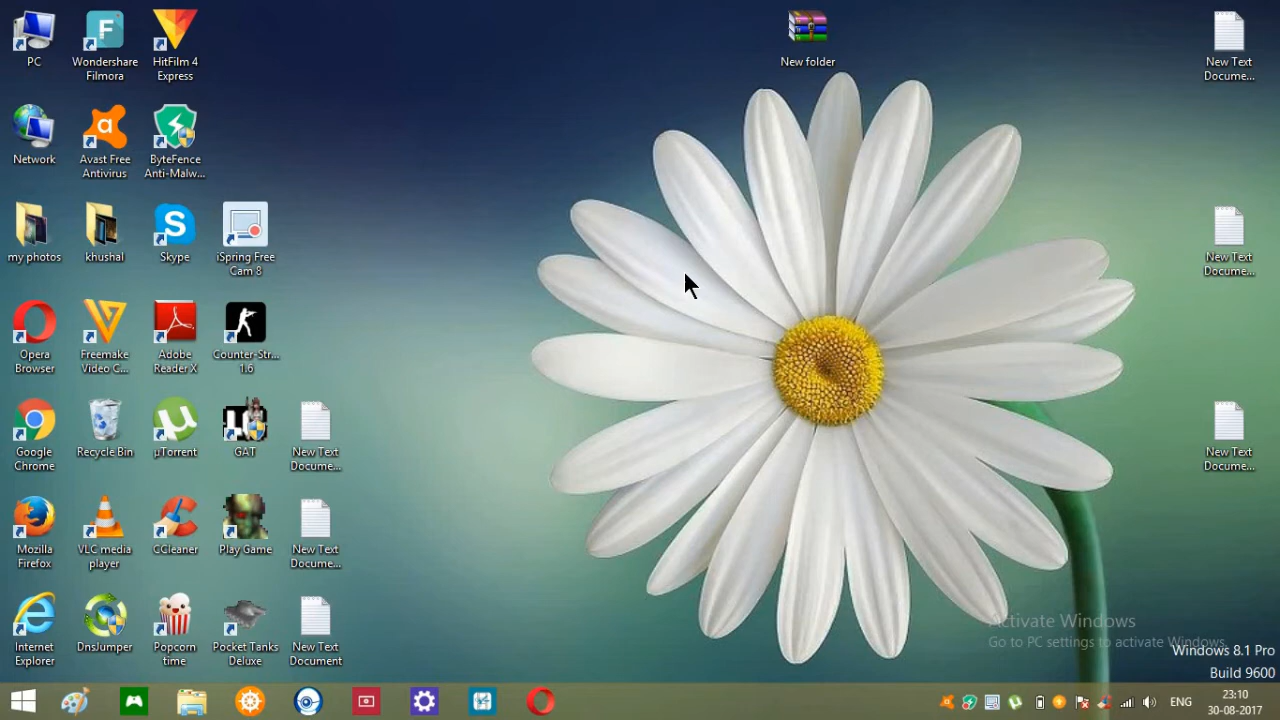 PC
Wondershare
Filmora
HitFilm 4
Express
New folder
New Text
Docume...
Network
Avast Free
Antivirus
ByteFence
Anti-Malw...
my photos
khushal
Skype
iSpring Free
Cam 8
New Text
Docume...
Opera
Browser
Freemake
Video C...
Adobe
Reader X
Counter-Str...
1.6
Google
Chrome
Recycle Bin
µTorrent
GAT
New Text
Docume...
New Text
Docume...
Mozilla
Firefox
VLC media
player
CCleaner
Play Game
New Text
Docume...
Internet
Explorer
DnsJumper
Popcorn
time
Pocket Tanks
Deluxe
New Text
Document
Activate Windows
Go to PC settings to activate Windows.
Windows 8.1 Pro
Build 9600
ENG
23:10
30-08-2017